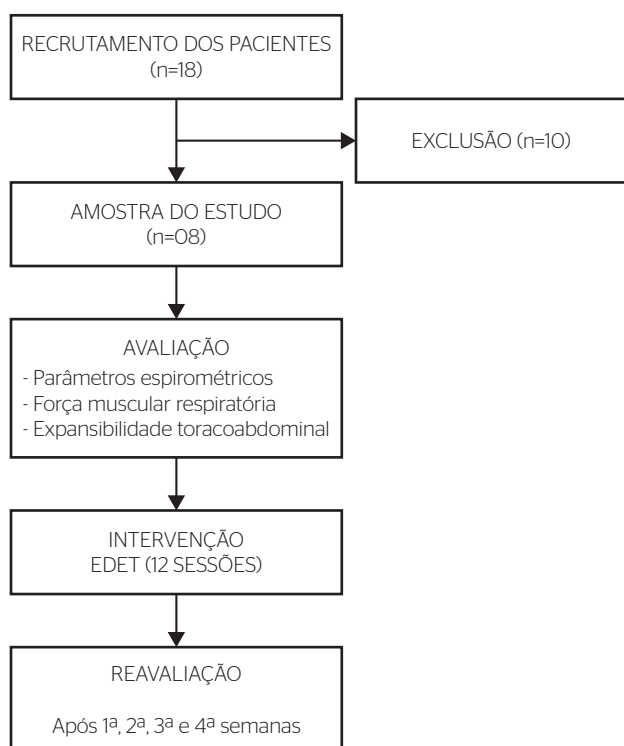 RECRUTAMENTO DOS PACIENTES
(n=18)
EXCLUSÃO (n=10)
AMOSTRA DO ESTUDO
(n=08)
AVALIAÇÃO
- Parâmetros espirométricos
- Força muscular respiratória
- Expansibilidade toracoabdominal
INTERVENÇÃO
EDET (12 SESSÕES)
REAVALIAÇÃO
Após 1ª, 2ª, 3ª e 4ª semanas